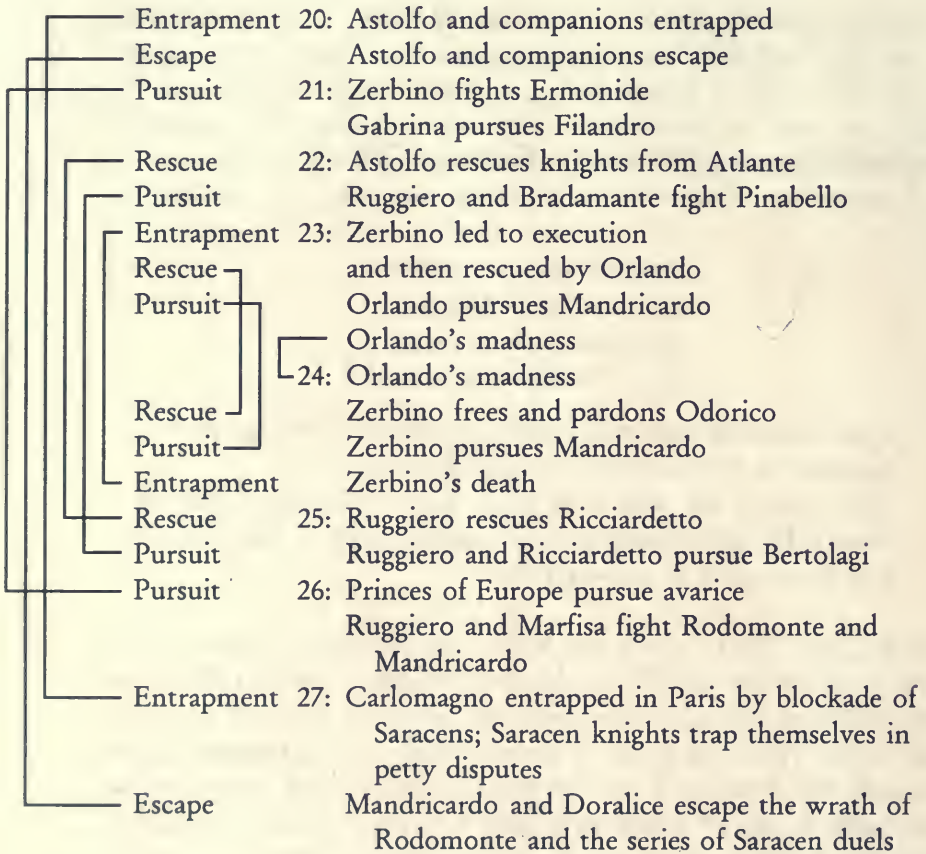 Entrapment 20: Astolfo and companions entrapped
Escape Astolfo and companions escape
Pursuit 21: Zerbino fights Ermonide
Gabrina pursues Filandro
Rescue 22: Astolfo rescues knights from Atlante
Pursuit Ruggiero and Bradamante fight Pinabello
Entrapment 23: Zerbino led to execution
Rescue and then rescued by Orlando
Pursuit Orlando pursues Mandricardo
Orlando's madness
24: Orlando's madness
Rescue Zerbino frees and pardons Odorico
Pursuit Zerbino pursues Mandricardo
Entrapment Zerbino's death
Rescue 25: Ruggiero rescues Ricciardetto
Pursuit Ruggiero and Ricciardetto pursue Bertolagi
Pursuit 26: Princes of Europe pursue avarice
Ruggiero and Marfisa fight Rodomonte and
Mandricardo
Entrapment 27: Carlomagno entrapped in Paris by blockade of
Saracens; Saracen knights trap themselves in
petty disputes
Escape Mandricardo and Doralice escape the wrath of
Rodomonte and the series of Saracen duels